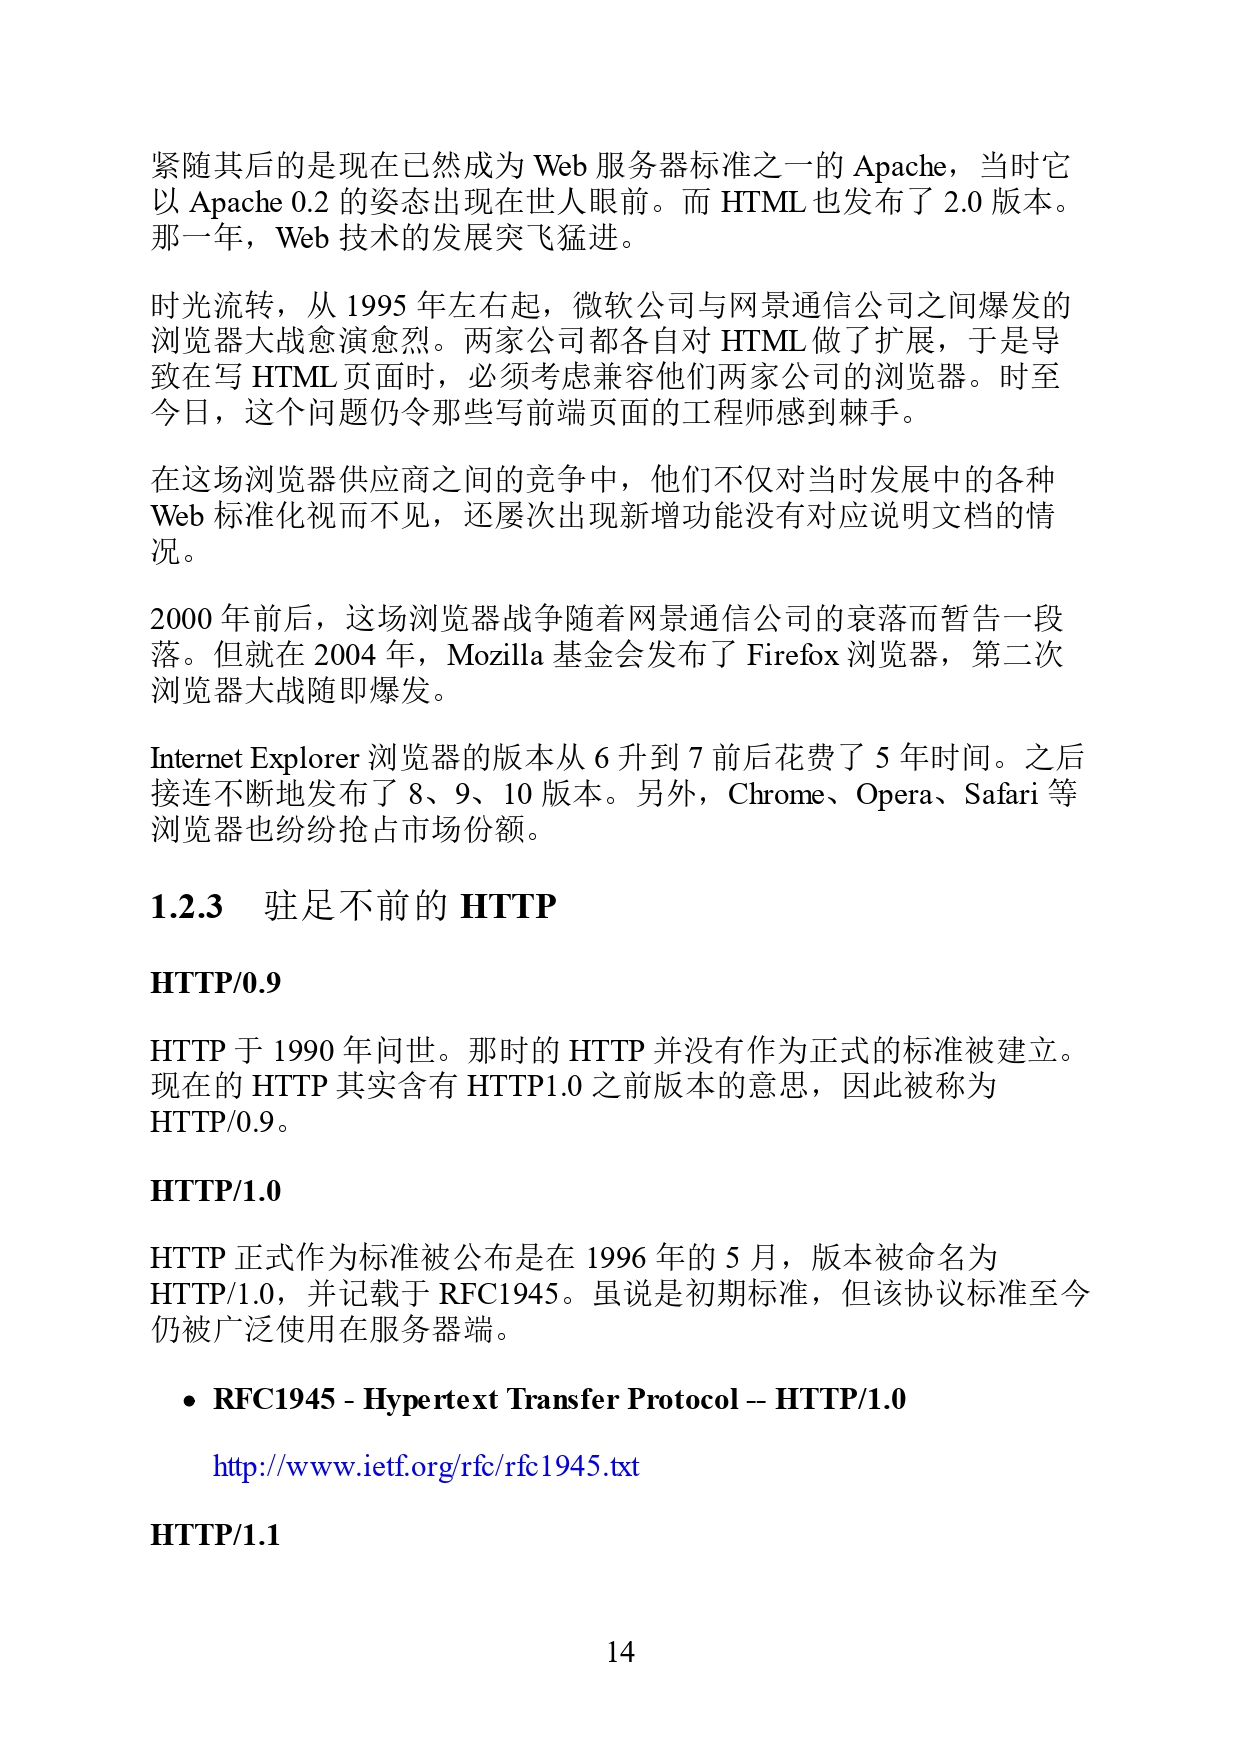 紧随其后的是现在已然成为 Web 服务器标准之一的 Apache，当时它
以 Apache 0.2 的姿态出现在世人眼前。而 HTML 也发布了 2.0 版本。
那一年，Web 技术的发展突飞猛进。
时光流转，从 1995 年左右起，微软公司与网景通信公司之间爆发的
浏览器大战愈演愈烈。两家公司都各自对 HTML 做了扩展，于是导
致在写 HTML 页面时，必须考虑兼容他们两家公司的浏览器。时至
今日，这个问题仍令那些写前端页面的工程师感到棘手。
在这场浏览器供应商之间的竞争中，他们不仅对当时发展中的各种
Web 标准化视而不见，还屡次出现新增功能没有对应说明文档的情
况。
2000 年前后，这场浏览器战争随着网景通信公司的衰落而暂告一段
落。但就在 2004 年，Mozilla 基金会发布了 Firefox 浏览器，第二次
浏览器大战随即爆发。
Internet Explorer 浏览器的版本从 6 升到 7 前后花费了 5 年时间。之后
接连不断地发布了 8、9、10 版本。另外，Chrome、Opera、Safari 等
浏览器也纷纷抢占市场份额。
1.2.3 驻足不前的 HTTP
HTTP/0.9
HTTP 于 1990 年问世。那时的 HTTP 并没有作为正式的标准被建立。
现在的 HTTP 其实含有 HTTP1.0 之前版本的意思，因此被称为
HTTP/0.9。
HTTP/1.0
HTTP 正式作为标准被公布是在 1996 年的 5 月，版本被命名为
HTTP/1.0，并记载于 RFC1945。虽说是初期标准，但该协议标准至今
仍被广泛使用在服务器端。
• RFC1945 - Hypertext Transfer Protocol -- HTTP/1.0
http://www.ietf.org/rfc/rfc1945.txt
HTTP/1.1
14